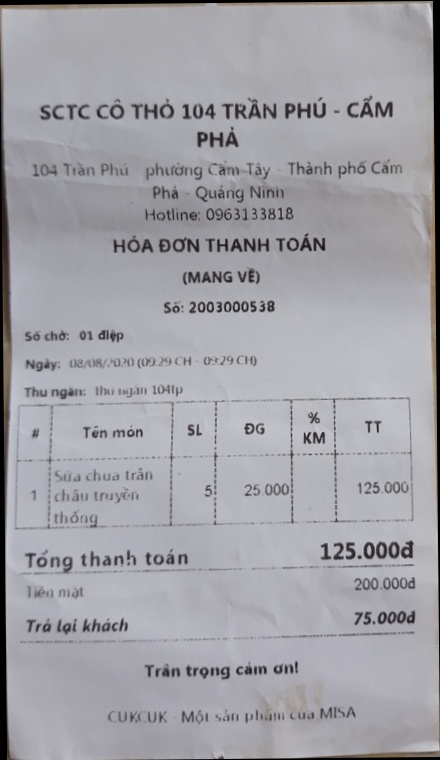 SCTC CÔ THỎ 104 TRẦN PHÚ - CẨM
PHẢ
104 Trần Phú - phường Cẩm Tây - Thành phố Cẩm
Phả - Quảng Ninh
Hotline: 0963133818
HÓA ĐƠN THANH TOÁN
(MANG VỀ)
Số: 2003000538
Số chờ: 01 điệp
Ngày: 08/08/2020 (09:29 CH - 09:29 CH)
Thu ngân: thu ngân 104tp
# Tên món SL ĐG % KM TT
1 Sữa chua trân châu truyền thống 5 25.000 125.000
Tổng thanh toán 125.000đ
Tiền mặt 200.000đ
Trả lại khách 75.000đ
Trân trọng cảm ơn!
CUKCUK - Một sản phẩm của MISA